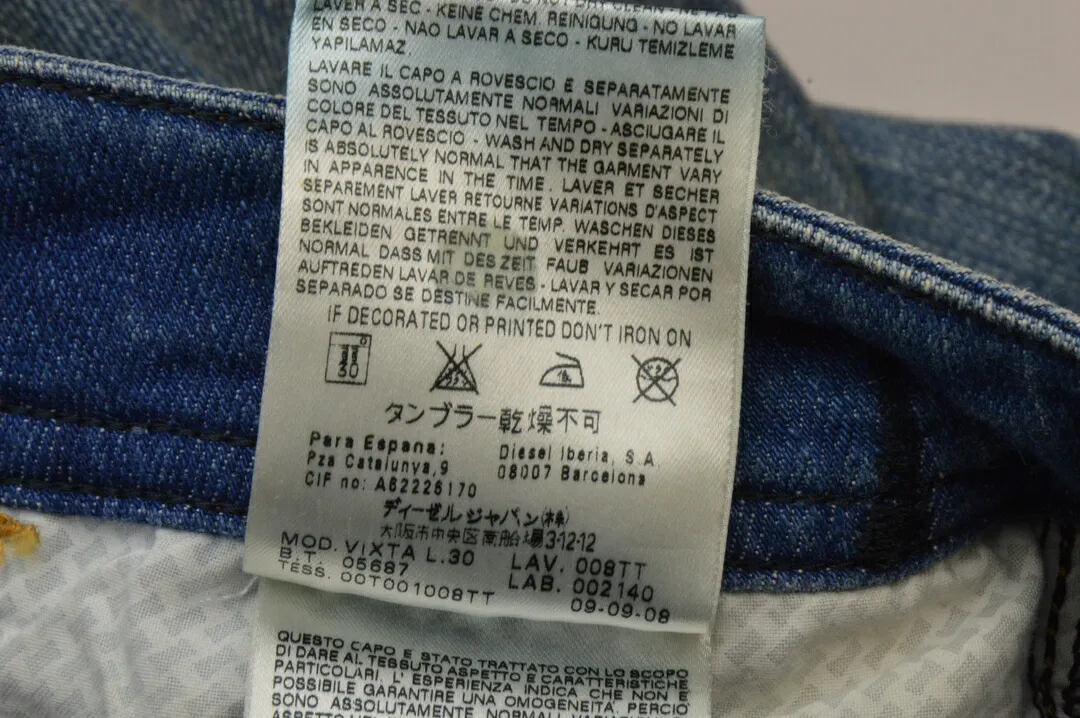 LAVER A SEC. KEINE CHEM. REINIGUNG - NO LAVAR
EN SECO - NAO LAVAR A SECO - KURU TEMIZLEME
YAPILAMAZ.
LAVARE IL CAPO A ROVESCIO E SEPARATAMENTE
SONO ASSOLUTAMENTE NORMALI VARIAZIONI DI
COLORE DEL TESSUTO NEL TEMPO - ASCIUGARE IL
CAPO AL ROVESCIO - WASH AND DRY SEPARATELY
IS ABSOLUTELY NORMAL THAT THE GARMENT VARY
IN APPARENCE IN THE TIME. LAVER ET SECHER
SEPAREMENT LAVER RETOURNE VARIATIONS D'ASPECT
SONT NORMALES ENTRE LE TEMP. WASCHEN DIESES
BEKLEIDEN GETRENNT UND VERKEHRT ES IST
NORMAL DASS MIT DES ZEIT FAUB VARIAZIONEN
AUFTREDEN LAVAR DE REVES - LAVAR Y SECAR POR
SEPARADO SE DESTINE FACILMENTE.
IF DECORATED OR PRINTED DON'T IRON ON
タンブラー乾燥不可
Para Espana: Diesel Iberia, S.A.
Pza Catalunya,9 08007 Barcelona
CIF no: A62226170
ディーゼルジャパン(株)
大阪市中央区南船場3-12-12
MOD. VIXTA L.30 LAV. 008TT
B.T. 05687 LAB. 002140
TESS. 00T001008TT 09-09-08
QUESTO CAPO E STATO TRATTATO CON LO SCOPO
DI DARE AL TESSUTO ASPETTO E CARATTERISTICHE
PARTICOLARI. L' ESPERIENZA INDICA CHE NON E
POSSIBILE GARANTIRE UNA OMOGENEITA. PERCIO
SONO ASSOLUTAMENTE NORMALI VARIAZIONI